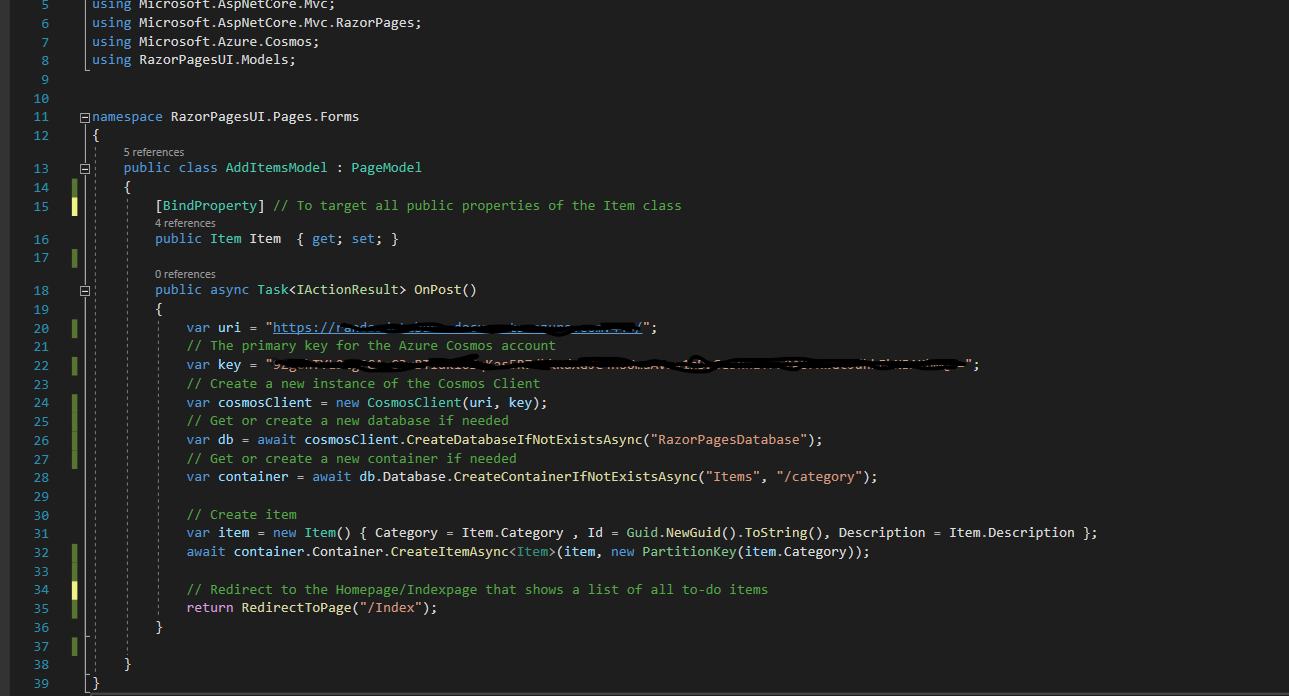 5 using Microsoft.AspNetCore.Mvc;
6 using Microsoft.AspNetCore.Mvc.RazorPages;
7 using Microsoft.Azure.Cosmos;
8 using RazorPagesUI.Models;
9
10
11 namespace RazorPagesUI.Pages.Forms
12 {
5 references
13 public class AddItemsModel : PageModel
14 {
15 [BindProperty] // To target all public properties of the Item class
4 references
16 public Item Item { get; set; }
17
0 references
18 public async Task<IActionResult> OnPost()
19 {
20 var uri = "https:// /";
21 // The primary key for the Azure Cosmos account
22 var key = " ";
23 // Create a new instance of the Cosmos Client
24 var cosmosClient = new CosmosClient(uri, key);
25 // Get or create a new database if needed
26 var db = await cosmosClient.CreateDatabaseIfNotExistsAsync("RazorPagesDatabase");
27 // Get or create a new container if needed
28 var container = await db.Database.CreateContainerIfNotExistsAsync("Items", "/category");
29
30 // Create item
31 var item = new Item() { Category = Item.Category , Id = Guid.NewGuid().ToString(), Description = Item.Description };
32 await container.Container.CreateItemAsync<Item>(item, new PartitionKey(item.Category));
33
34 // Redirect to the Homepage/Indexpage that shows a list of all to-do items
35 return RedirectToPage("/Index");
36 }
37
38 }
39 }